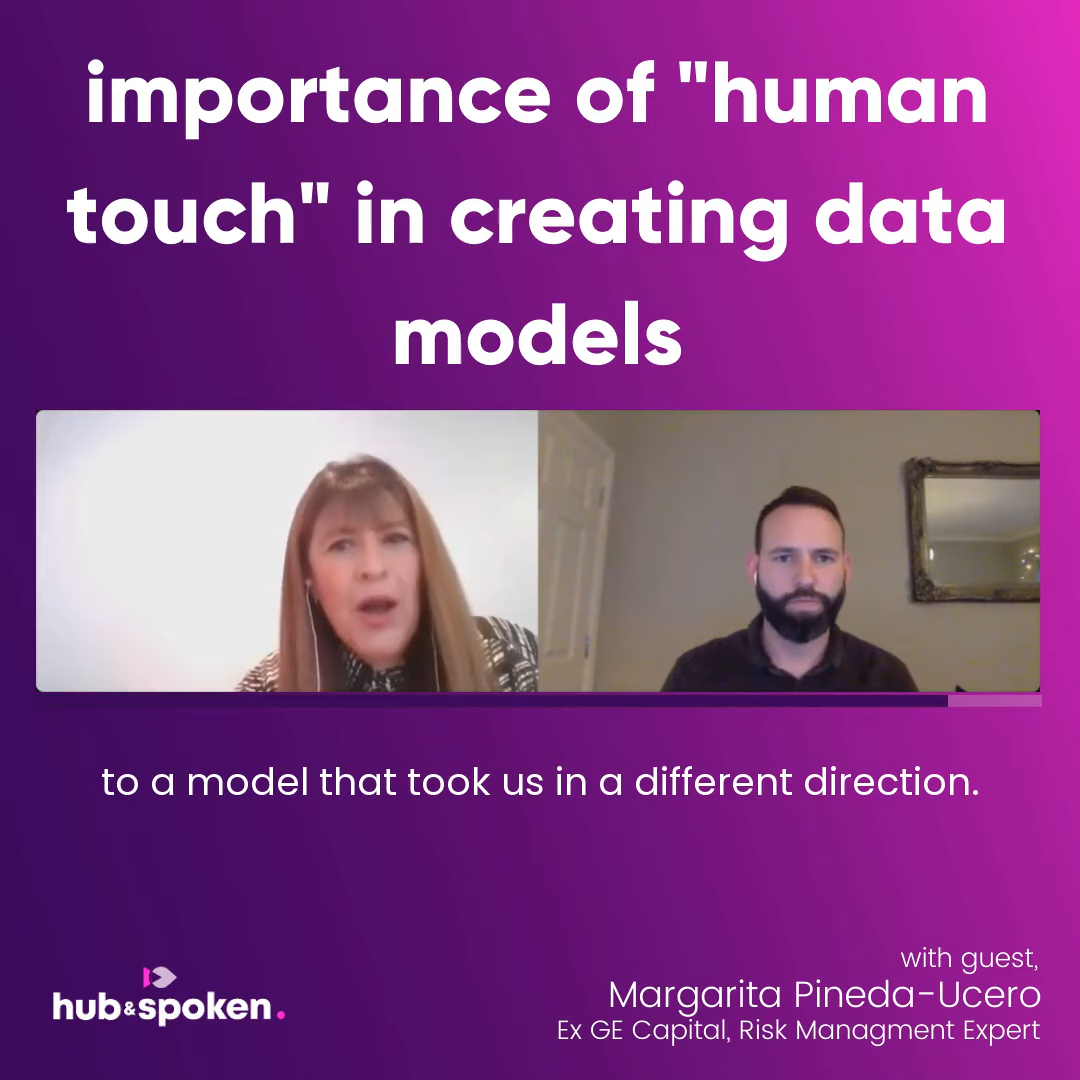 importance of "human
touch" in creating data
models
to a model that took us in a different direction.
with guest,
Margarita Pineda-Ucero
Ex GE Capital, Risk Managment Expert
hub&spoken.